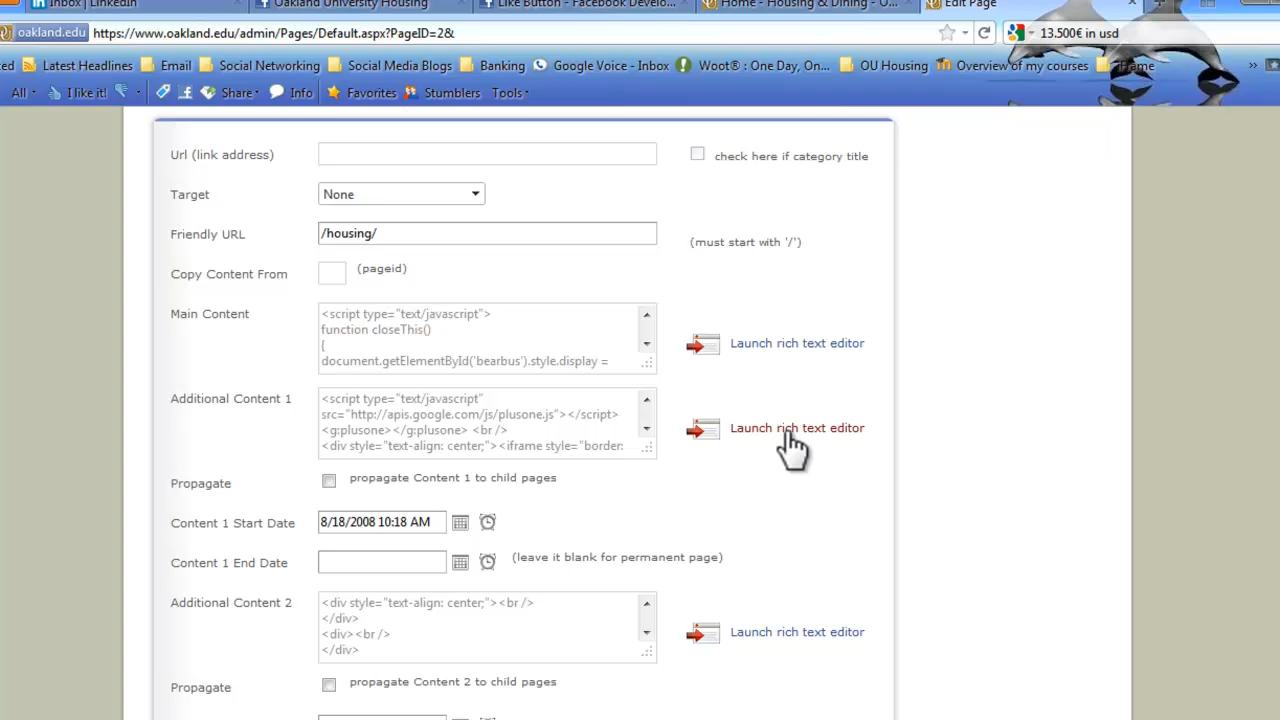 Inbox | LinkedIn
Oakland University Housing
Like Button - Facebook Develo...
Home - Housing & Dining - O...
Edit Page
oakland.edu
https://www.oakland.edu/admin/Pages/Default.aspx?PageID=2&
13.500€ in usd
Latest Headlines
Email
Social Networking
Social Media Blogs
Banking
Google Voice - Inbox
Woot® : One Day, On...
OU Housing
Overview of my courses
iFrame
»
All
I like it!
Share
Info
Favorites
Stumblers
Tools
Url (link address)
check here if category title
Target
None
Friendly URL
/housing/
(must start with '/')
Copy Content From
(pageid)
Main Content
<script type="text/javascript">
function closeThis()
{
document.getElementById('bearbus').style.display =
Launch rich text editor
Additional Content 1
<script type="text/javascript"
src="http://apis.google.com/js/plusone.js"></script>
<g:plusone></g:plusone> <br />
<div style="text-align: center;"><iframe style="border:
Launch rich text editor
Propagate
propagate Content 1 to child pages
Content 1 Start Date
8/18/2008 10:18 AM
Content 1 End Date
(leave it blank for permanent page)
Additional Content 2
<div style="text-align: center;"><br />
</div>
<div><br />
</div>
Launch rich text editor
Propagate
propagate Content 2 to child pages